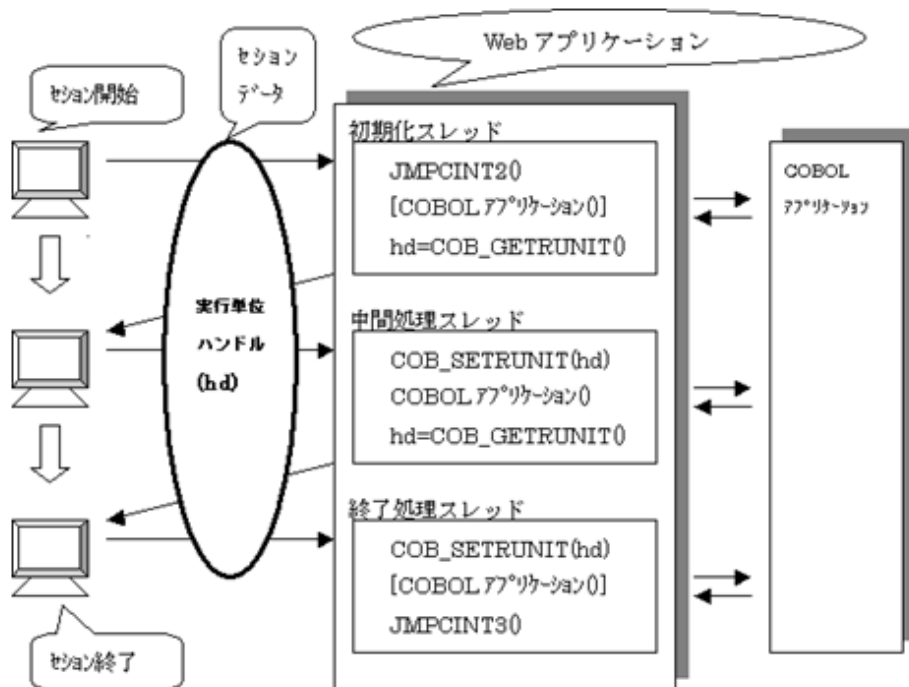 セション
データ
Web アプリケーション
セション開始
初期化スレッド
JMPCINT2()
[COBOLアプリケーション()]
hd=COB_GETRUNIT()
COBOL
アプリケーション
実行単位
ハンドル
(hd)
中間処理スレッド
COB_SETRUNIT(hd)
COBOLアプリケーション()
hd=COB_GETRUNIT()
終了処理スレッド
COB_SETRUNIT(hd)
[COBOLアプリケーション()]
JMPCINT3()
セション終了